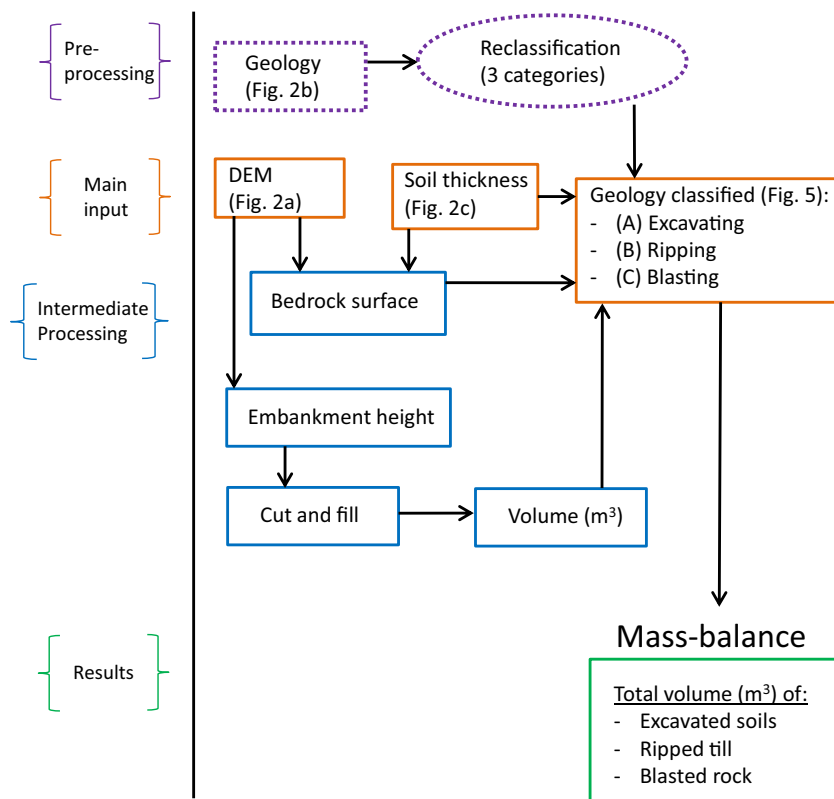 Pre-
processing
Geology
(Fig. 2b)
Reclassification
(3 categories)
Main
input
DEM
(Fig. 2a)
Soil thickness
(Fig. 2c)
Geology classified (Fig. 5):
- (A) Excavating
- (B) Ripping
- (C) Blasting
Intermediate
Processing
Bedrock surface
Embankment height
Cut and fill
Volume (m³)
Results
Mass-balance
Total volume (m³) of:
- Excavated soils
- Ripped till
- Blasted rock